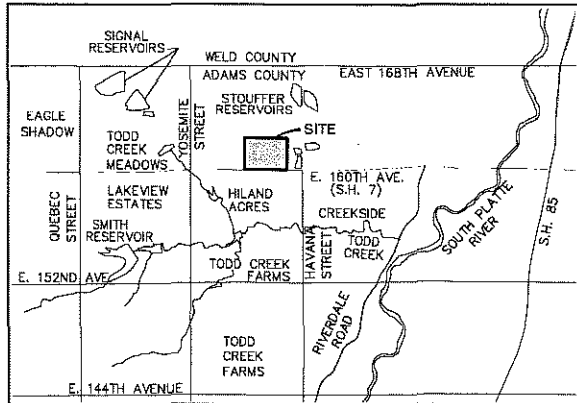 SIGNAL
RESERVOIRS
WELD COUNTY
ADAMS COUNTY
EAST 168TH AVENUE
STOUFFER
RESERVOIRS
EAGLE
SHADOW
YOSEMITE
STREET
SITE
TODD
CREEK
MEADOWS
E. 160TH AVE.
(S.H. 7)
QUEBEC
STREET
LAKEVIEW
ESTATES
HILAND
ACRES
CREEKSIDE
SMITH
RESERVOIR
HAVANA
STREET
TODD
CREEK
SOUTH PLATTE
RIVER
S.H. 85
E. 152ND AVE.
TODD CREEK
FARMS
RIVERDALE
ROAD
TODD
CREEK
FARMS
E. 144TH AVENUE